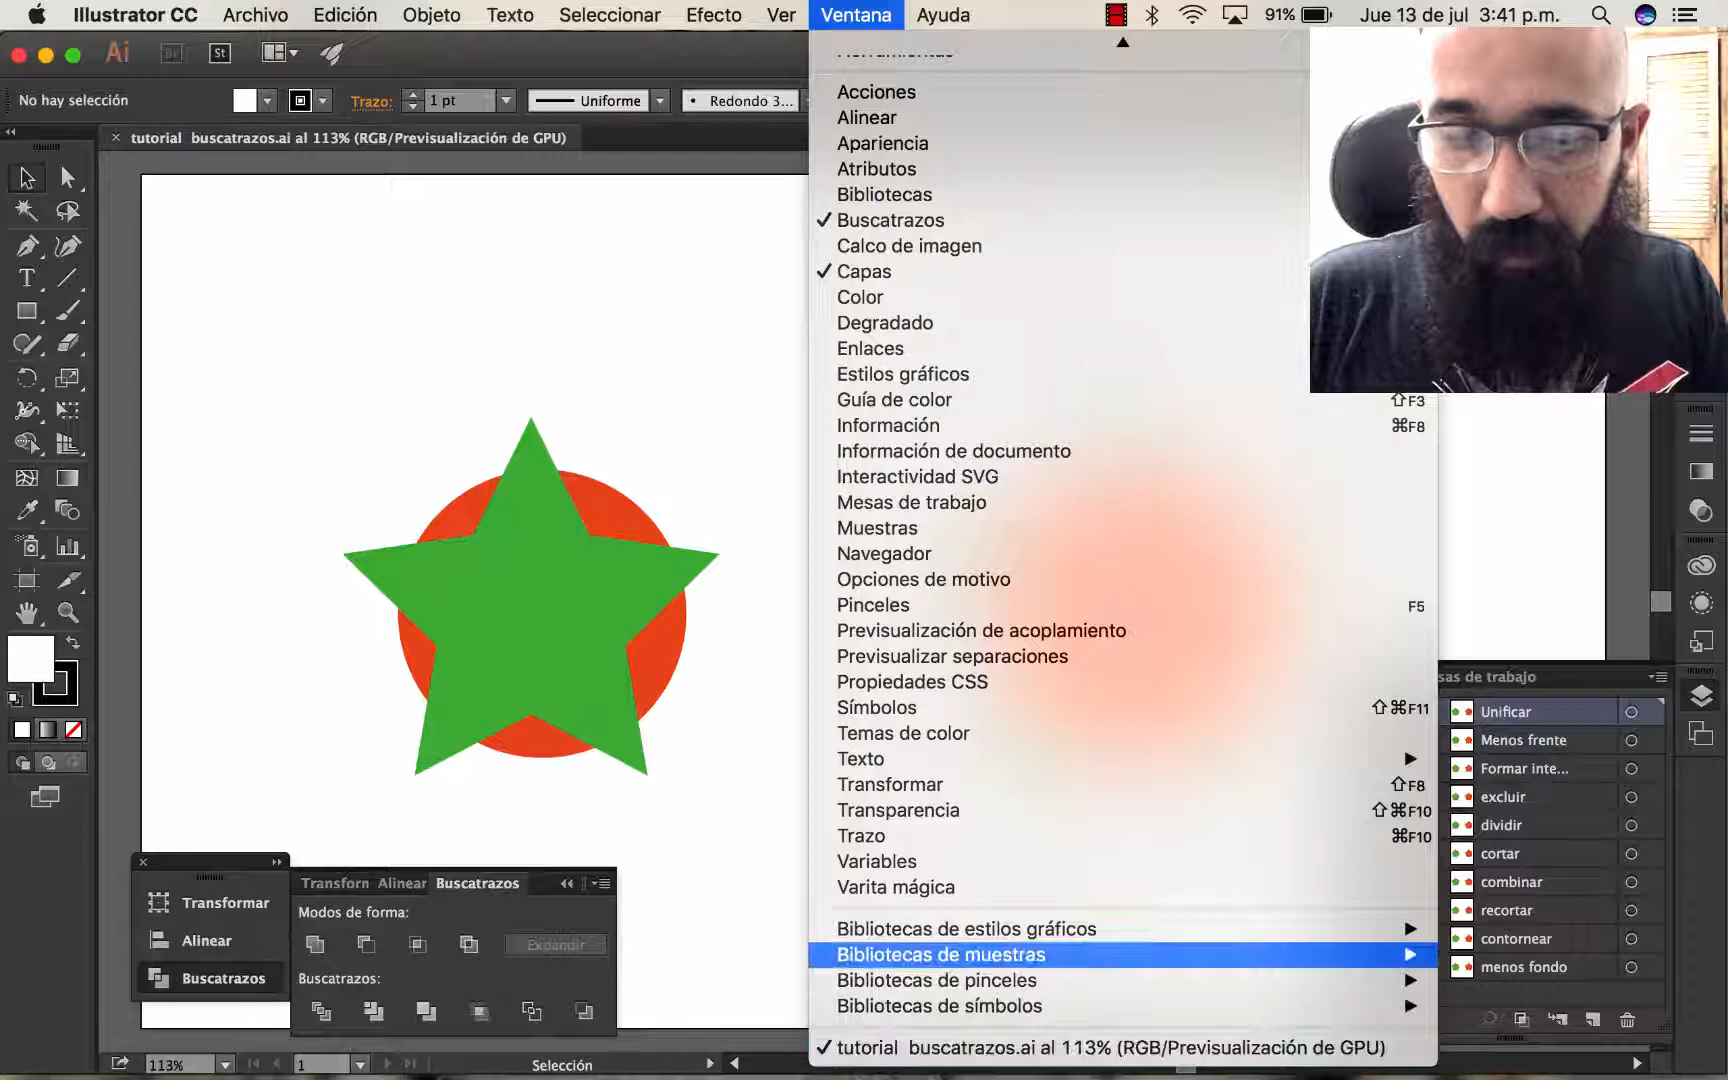 Illustrator CC Archivo Edición Objeto Texto Seleccionar Efecto Ver Ventana Ayuda 91% Jue 13 de jul 3:41 p.m.
Ai Br St
No hay selección Trazo: 1 pt Uniforme Redondo 3...
tutorial buscatrazos.ai al 113% (RGB/Previsualización de GPU)
Herramientas
Acciones
Alinear
Apariencia
Atributos
Bibliotecas
Buscatrazos
Calco de imagen
Capas
Color
Degradado
Enlaces
Estilos gráficos
Guía de color ⇧F3
Información ⌘F8
Información de documento
Interactividad SVG
Mesas de trabajo
Muestras
Navegador
Opciones de motivo
Pinceles F5
Previsualización de acoplamiento
Previsualizar separaciones
Propiedades CSS
Símbolos ⇧⌘F11
Temas de color
Texto
Transformar ⇧F8
Transparencia ⇧⌘F10
Trazo ⌘F10
Variables
Varita mágica
Bibliotecas de estilos gráficos
Bibliotecas de muestras
Bibliotecas de pinceles
Bibliotecas de símbolos
tutorial buscatrazos.ai al 113% (RGB/Previsualización de GPU)
sas de trabajo
Unificar
Menos frente
Formar inte...
excluir
dividir
cortar
combinar
recortar
contornear
menos fondo
Transformar
Alinear
Buscatrazos
Transforn Alinear Buscatrazos
Modos de forma:
Expandir
Buscatrazos:
113% 1 Selección